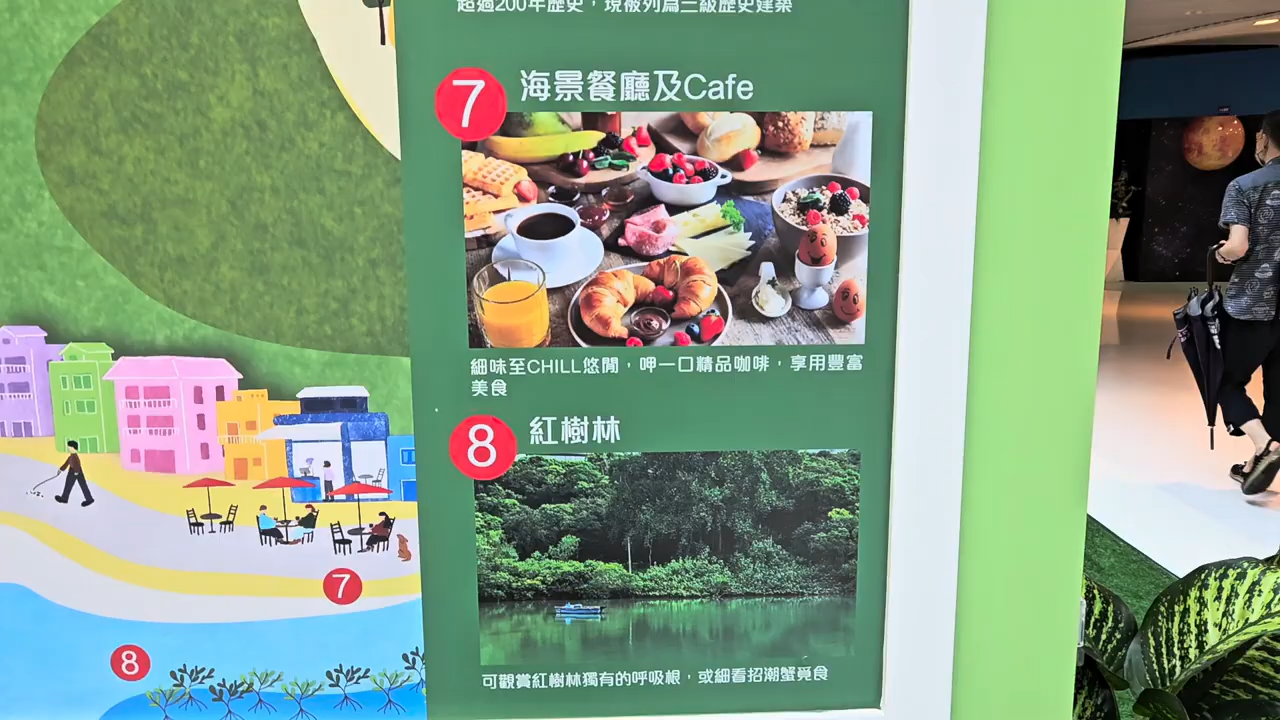 超過200年歷史，現被列為三級歷史建築
7
海景餐廳及Cafe
細味至CHILL悠閒，呷一口精品咖啡，享用豐富
美食
8
紅樹林
可觀賞紅樹林獨有的呼吸根，或細看招潮蟹覓食
7
8